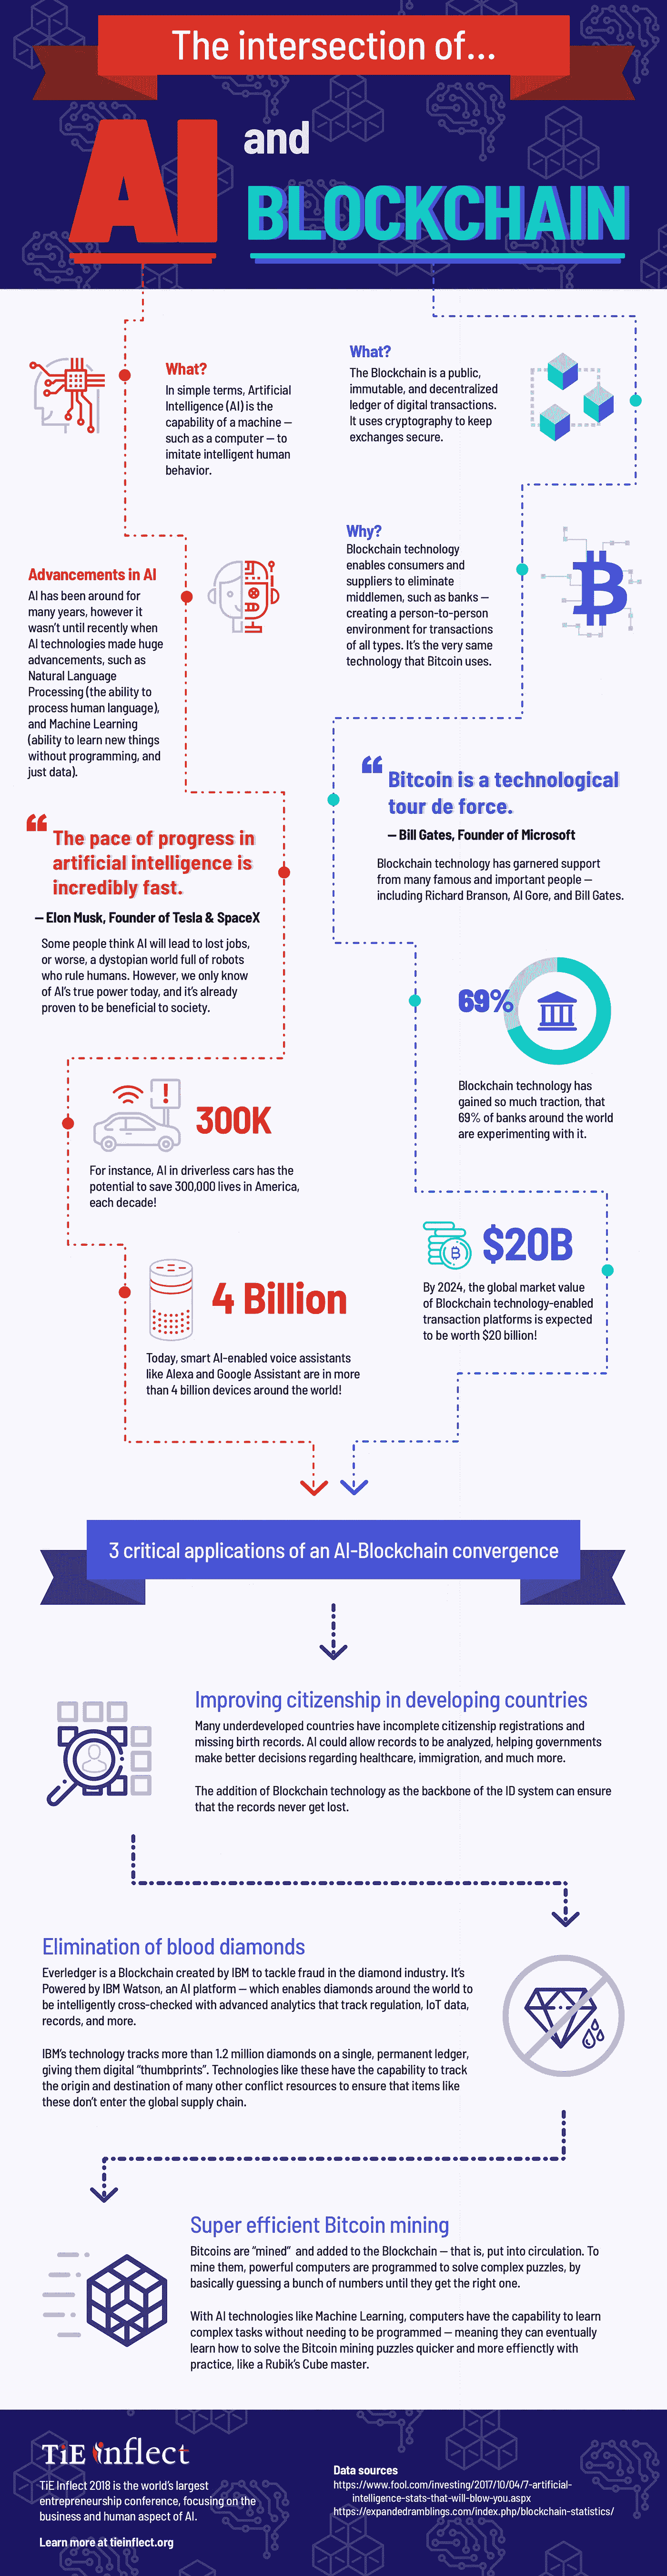 The intersection of...
AI
and
BLOCKCHAIN
What?
In simple terms, Artificial
Intelligence (AI) is the
capability of a machine –
such as a computer – to
imitate intelligent human
behavior.
What?
The Blockchain is a public,
immutable, and decentralized
ledger of digital transactions.
It uses cryptography to keep
exchanges secure.
Advancements in AI
AI has been around for
many years, however it
wasn't until recently when
AI technologies made huge
advancements, such as
Natural Language
Processing (the ability to
process human language),
and Machine Learning
(ability to learn new things
without programming, and
just data).
Why?
Blockchain technology
enables consumers and
suppliers to eliminate
middlemen, such as banks –
creating a person-to-person
environment for transactions
of all types. It's the very same
technology that Bitcoin uses.
“ The pace of progress in
artificial intelligence is
incredibly fast.
– Elon Musk, Founder of Tesla & SpaceX
Some people think AI will lead to lost jobs,
or worse, a dystopian world full of robots
who rule humans. However, we only know
of AI's true power today, and it's already
proven to be beneficial to society.
“ Bitcoin is a technological
tour de force.
– Bill Gates, Founder of Microsoft
Blockchain technology has garnered support
from many famous and important people –
including Richard Branson, Al Gore, and Bill Gates.
69%
Blockchain technology has
gained so much traction, that
69% of banks around the world
are experimenting with it.
!
300K
For instance, AI in driverless cars has the
potential to save 300,000 lives in America,
each decade!
$20B
By 2024, the global market value
of Blockchain technology-enabled
transaction platforms is expected
to be worth $20 billion!
4 Billion
Today, smart AI-enabled voice assistants
like Alexa and Google Assistant are in more
than 4 billion devices around the world!
3 critical applications of an AI-Blockchain convergence
Improving citizenship in developing countries
Many underdeveloped countries have incomplete citizenship registrations and
missing birth records. AI could allow records to be analyzed, helping governments
make better decisions regarding healthcare, immigration, and much more.
The addition of Blockchain technology as the backbone of the ID system can ensure
that the records never get lost.
Elimination of blood diamonds
Everledger is a Blockchain created by IBM to tackle fraud in the diamond industry. It's
Powered by IBM Watson, an AI platform – which enables diamonds around the world to
be intelligently cross-checked with advanced analytics that track regulation, IoT data,
records, and more.
IBM's technology tracks more than 1.2 million diamonds on a single, permanent ledger,
giving them digital "thumbprints". Technologies like these have the capability to track
the origin and destination of many other conflict resources to ensure that items like
these don't enter the global supply chain.
Super efficient Bitcoin mining
Bitcoins are "mined" and added to the Blockchain – that is, put into circulation. To
mine them, powerful computers are programmed to solve complex puzzles, by
basically guessing a bunch of numbers until they get the right one.
With AI technologies like Machine Learning, computers have the capability to learn
complex tasks without needing to be programmed – meaning they can eventually
learn how to solve the Bitcoin mining puzzles quicker and more effienctly with
practice, like a Rubik's Cube master.
TiE inflect
TiE Inflect 2018 is the world's largest
entrepreneurship conference, focusing on the
business and human aspect of AI.
Learn more at tieinflect.org
Data sources
https://www.fool.com/investing/2017/10/04/7-artificial-
intelligence-stats-that-will-blow-you.aspx
https://expandedramblings.com/index.php/blockchain-statistics/